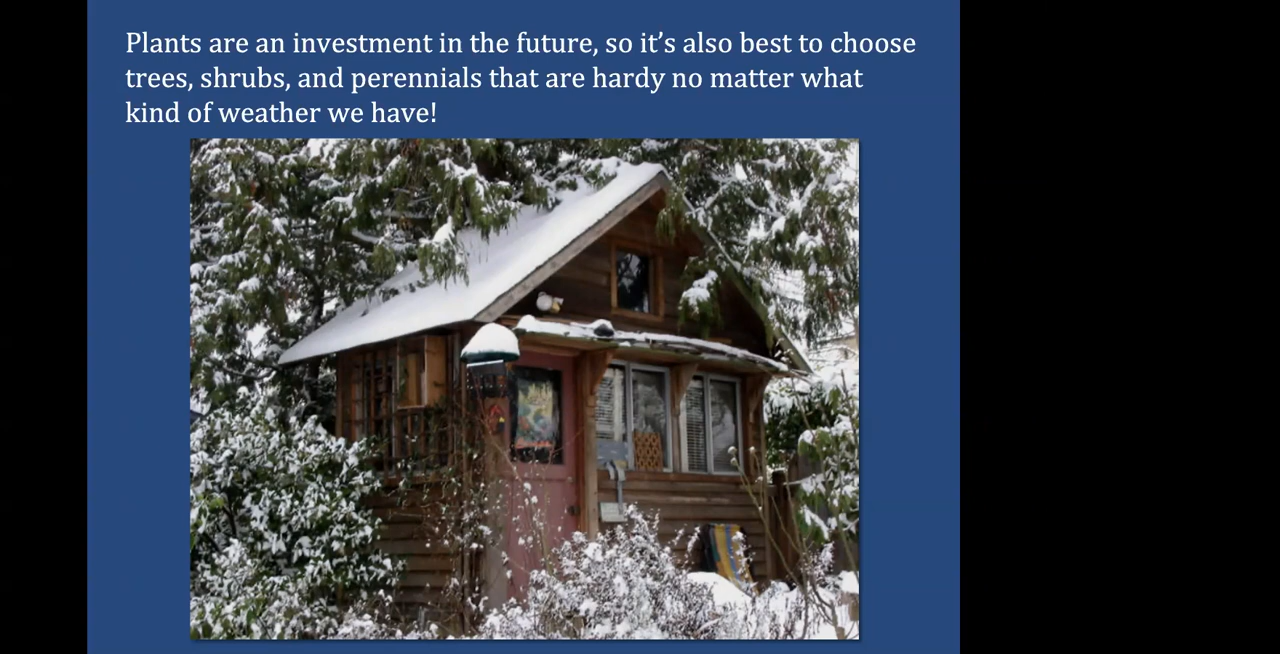 Plants are an investment in the future, so it’s also best to choose
trees, shrubs, and perennials that are hardy no matter what
kind of weather we have!